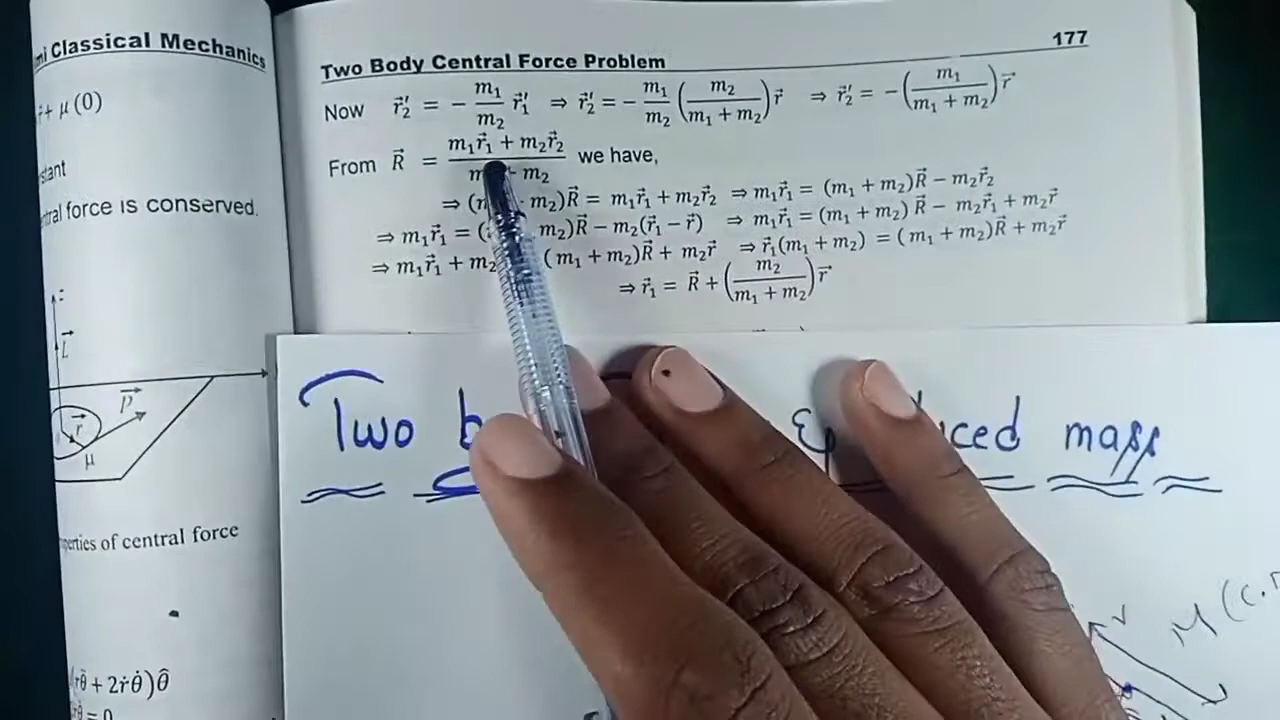 Classical Mechanics
177
Two Body Central Force Problem
+ μ(0)
Now r⃗₂′ = − m₁/m₂ r⃗₁′ ⇒ r⃗₂′ = − m₁/m₂ (m₂/(m₁ + m₂)) r⃗ ⇒ r⃗₂′ = −(m₁/(m₁ + m₂)) r⃗
From R⃗ = (m₁r⃗₁ + m₂r⃗₂)/(m − m₂) we have,
⇒ ( m₂)R⃗ = m₁r⃗₁ + m₂r⃗₂ ⇒ m₁r⃗₁ = (m₁ + m₂)R⃗ − m₂r⃗₂
force is conserved.
⇒ m₁r⃗₁ = ( m₂)R⃗ − m₂(r⃗₁ − r⃗) ⇒ m₁r⃗₁ = (m₁ + m₂) R⃗ − m₂r⃗₁ + m₂r⃗
⇒ m₁r⃗₁ + m₂ (m₁ + m₂)R⃗ + m₂r⃗ ⇒ r⃗₁(m₁ + m₂) = (m₁ + m₂)R⃗ + m₂r⃗
⇒ r⃗₁ = R⃗ + (m₂/(m₁ + m₂)) r⃗
z
L⃗
P⃗
r⃗
μ
Two b uced mass
of central force
M (C.
r
θ̈ + 2ṙθ̇)θ̂
= 0